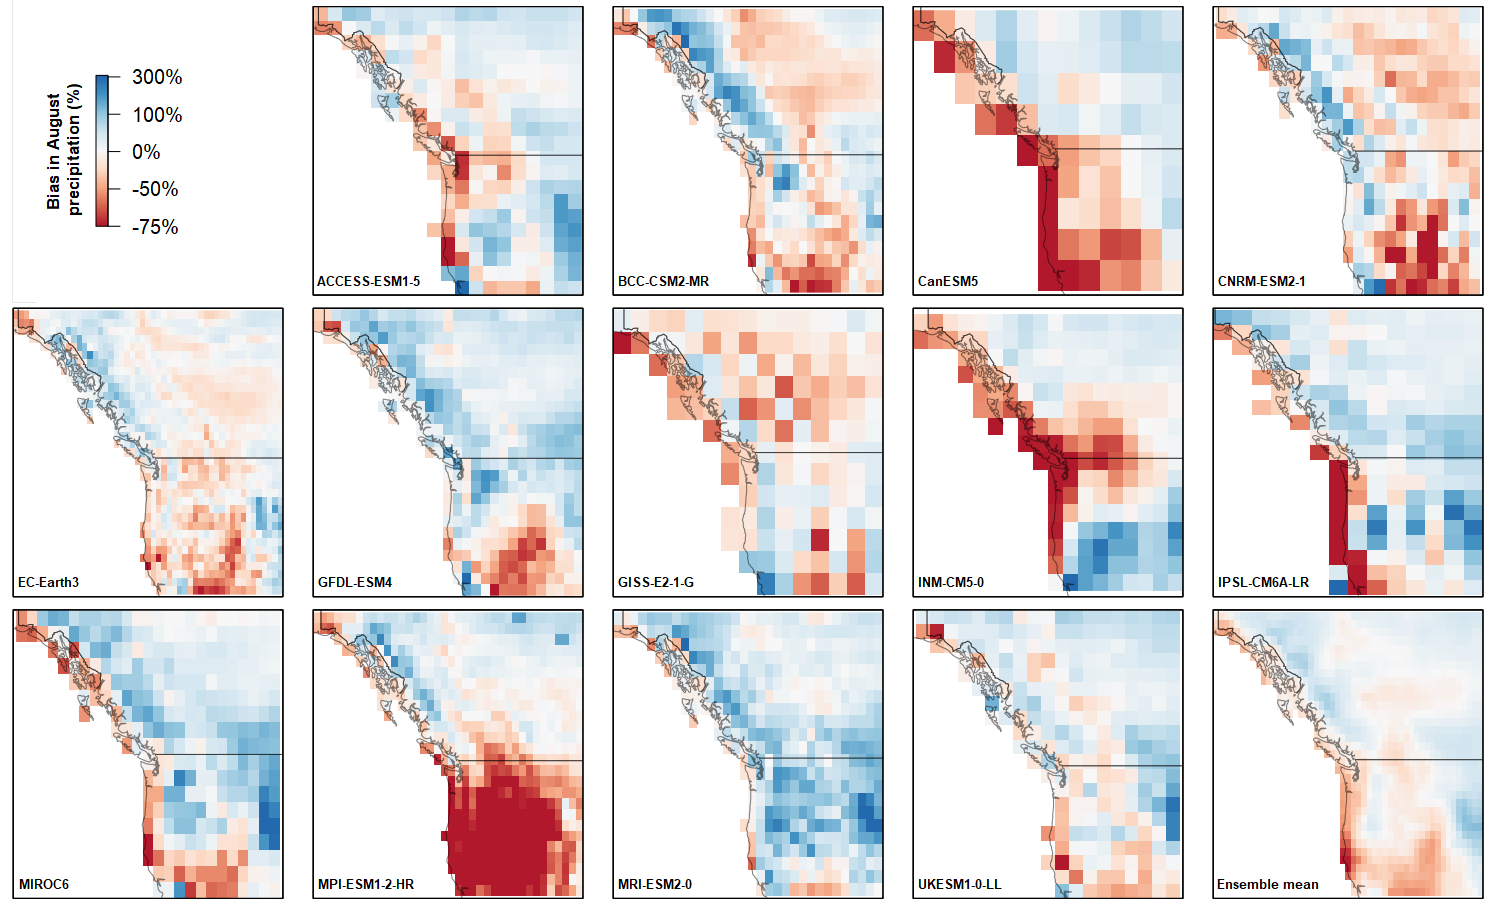 Bias in August
precipitation (%)
300%
100%
0%
-50%
-75%
ACCESS-ESM1-5
BCC-CSM2-MR
CanESM5
CNRM-ESM2-1
EC-Earth3
GFDL-ESM4
GISS-E2-1-G
INM-CM5-0
IPSL-CM6A-LR
MIROC6
MPI-ESM1-2-HR
MRI-ESM2-0
UKESM1-0-LL
Ensemble mean